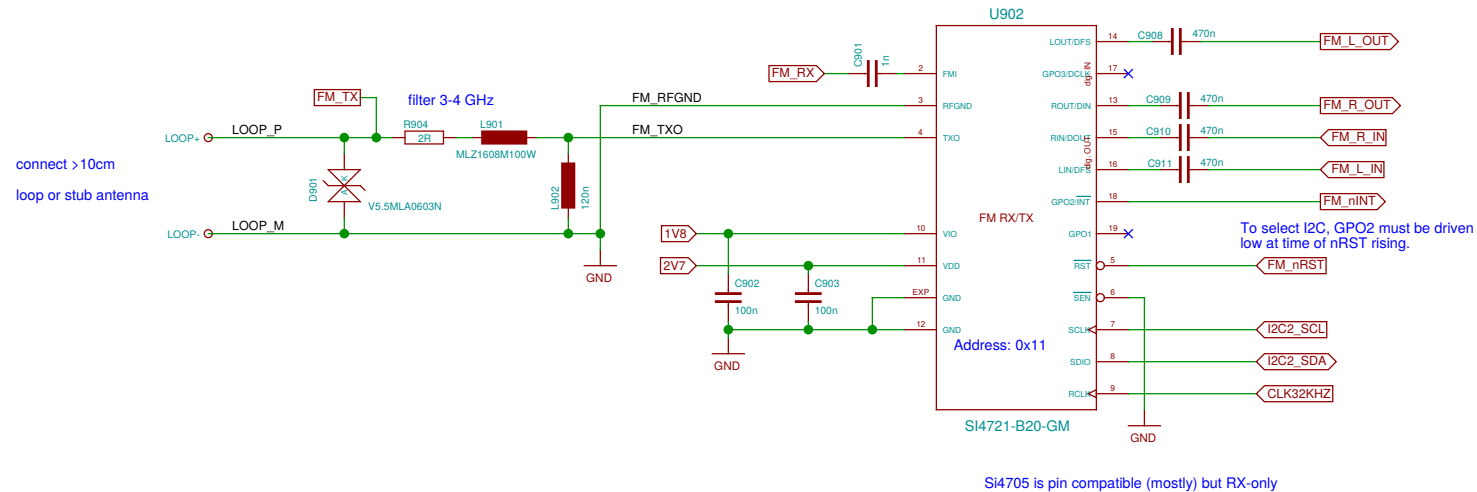 U902
C901
1n
FM_RX
2
FMI
LOUT/DFS
14
C908
470n
FM_L_OUT
GPO3/DCLK
17
dig. IN
FM_TX
filter 3-4 GHz
FM_RFGND
3
RFGND
ROUT/DIN
13
C909
470n
FM_R_OUT
LOOP+
LOOP_P
R904
2R
L901
MLZ1608M100W
FM_TXO
4
TXO
RIN/DOUT
15
C910
470n
FM_R_IN
dig. OUT
connect >10cm
loop or stub antenna
D901
A
K
V5.5MLA0603N
L902
120n
LIN/DFS
16
C911
470n
FM_L_IN
GPO2/INT
18
FM_nINT
FM RX/TX
LOOP-
LOOP_M
GND
1V8
10
VIO
GPO1
19
To select I2C, GPO2 must be driven
low at time of nRST rising.
2V7
11
VDD
RST
5
FM_nRST
C902
100n
C903
100n
EXP
GND
SEN
6
12
GND
SCLK
7
I2C2_SCL
GND
Address: 0x11
SDIO
8
I2C2_SDA
RCLK
9
CLK32KHZ
SI4721-B20-GM
GND
Si4705 is pin compatible (mostly) but RX-only